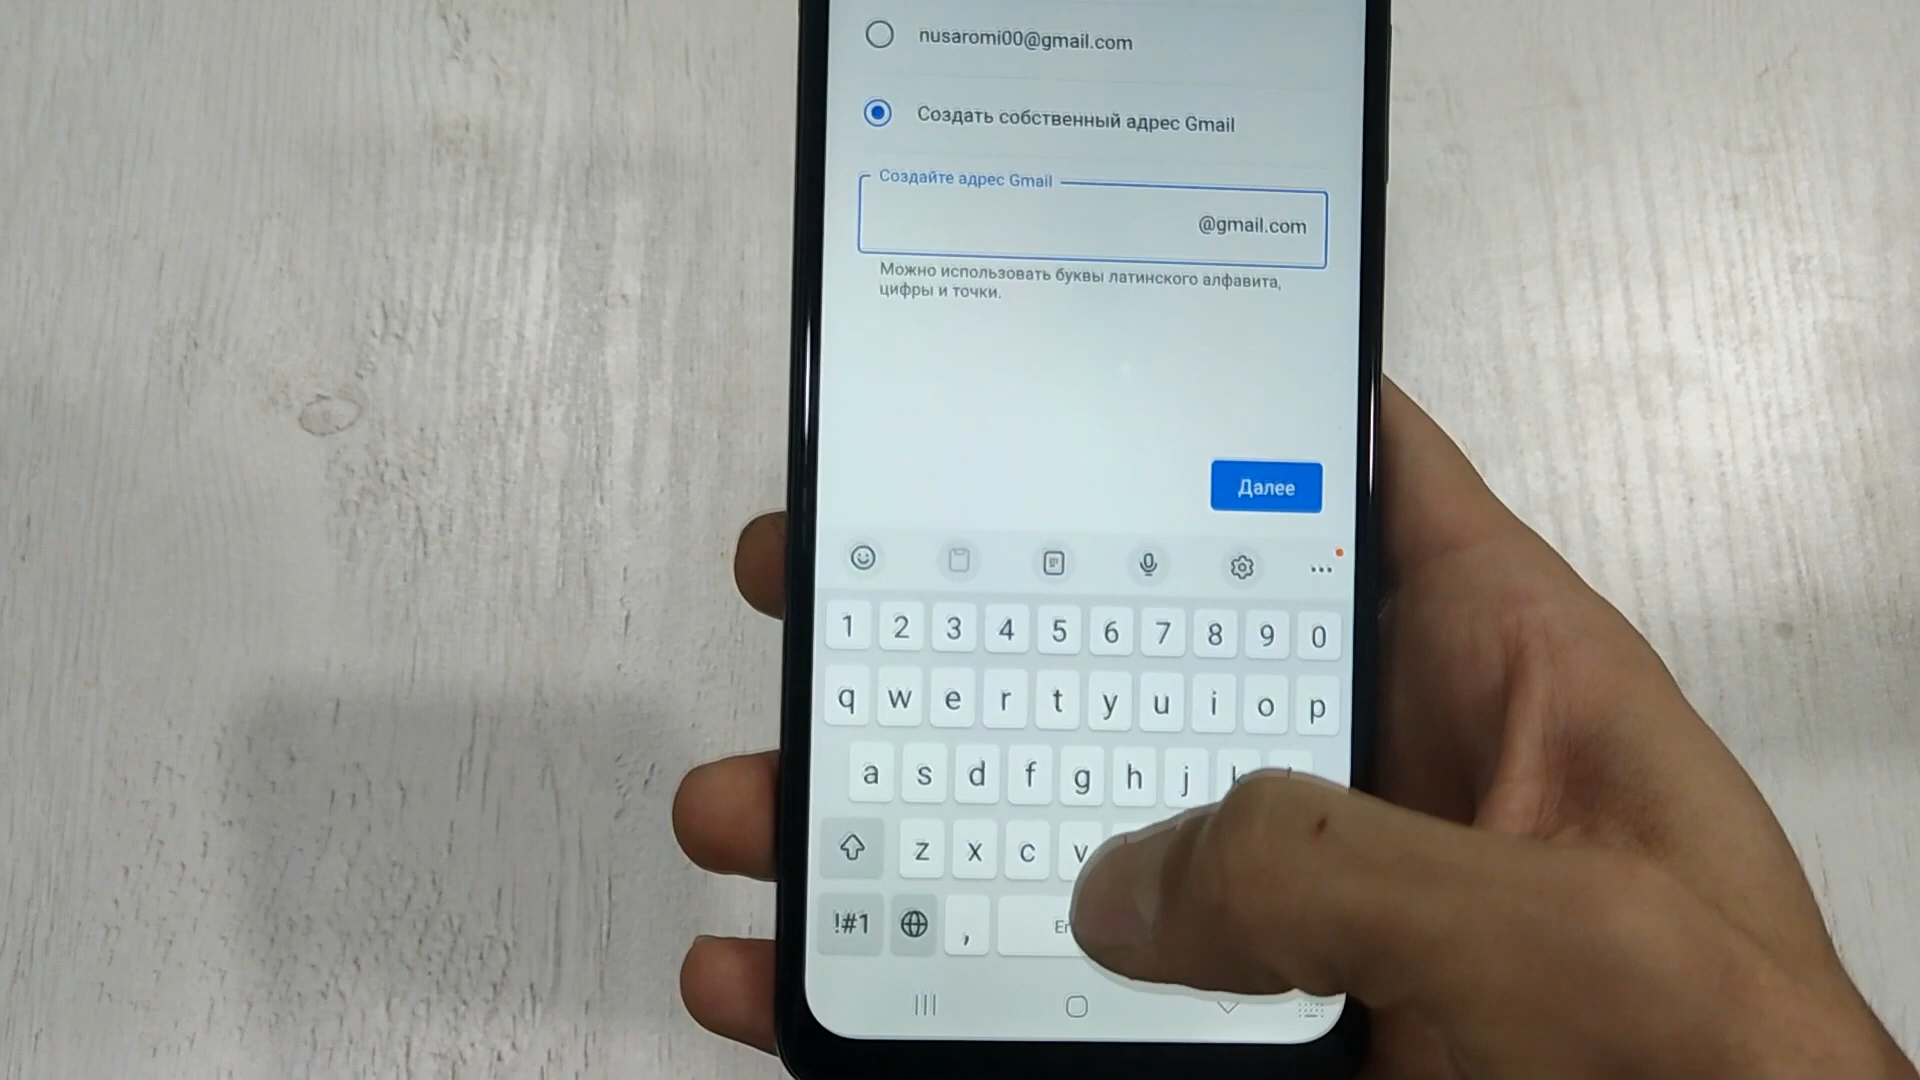 nusaromi00@gmail.com
Создать собственный адрес Gmail
Создайте адрес Gmail
@gmail.com
Можно использовать буквы латинского алфавита,
цифры и точки.
Далее
1 2 3 4 5 6 7 8 9 0
q w e r t y u i o p
a s d f g h j
z x c v
!#1 ,